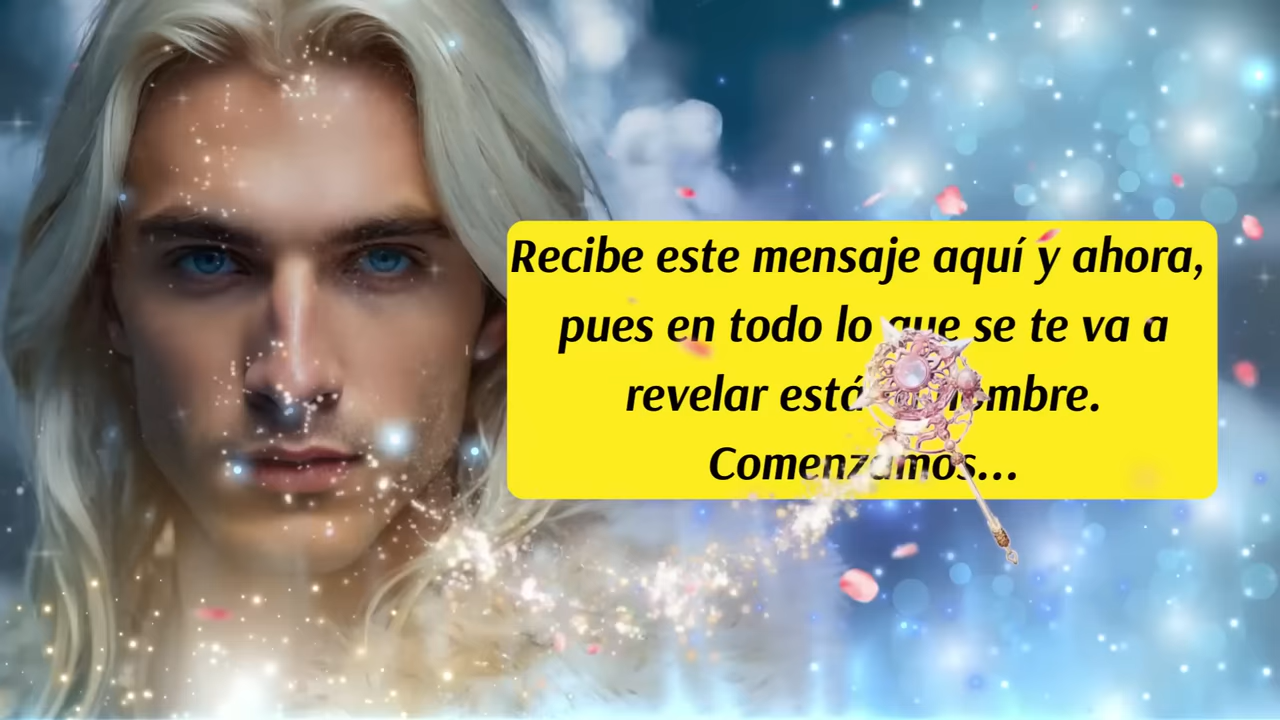 Recibe este mensaje aquí y ahora,
pues en todo lo que se te va a
revelar está
Comenzamos...